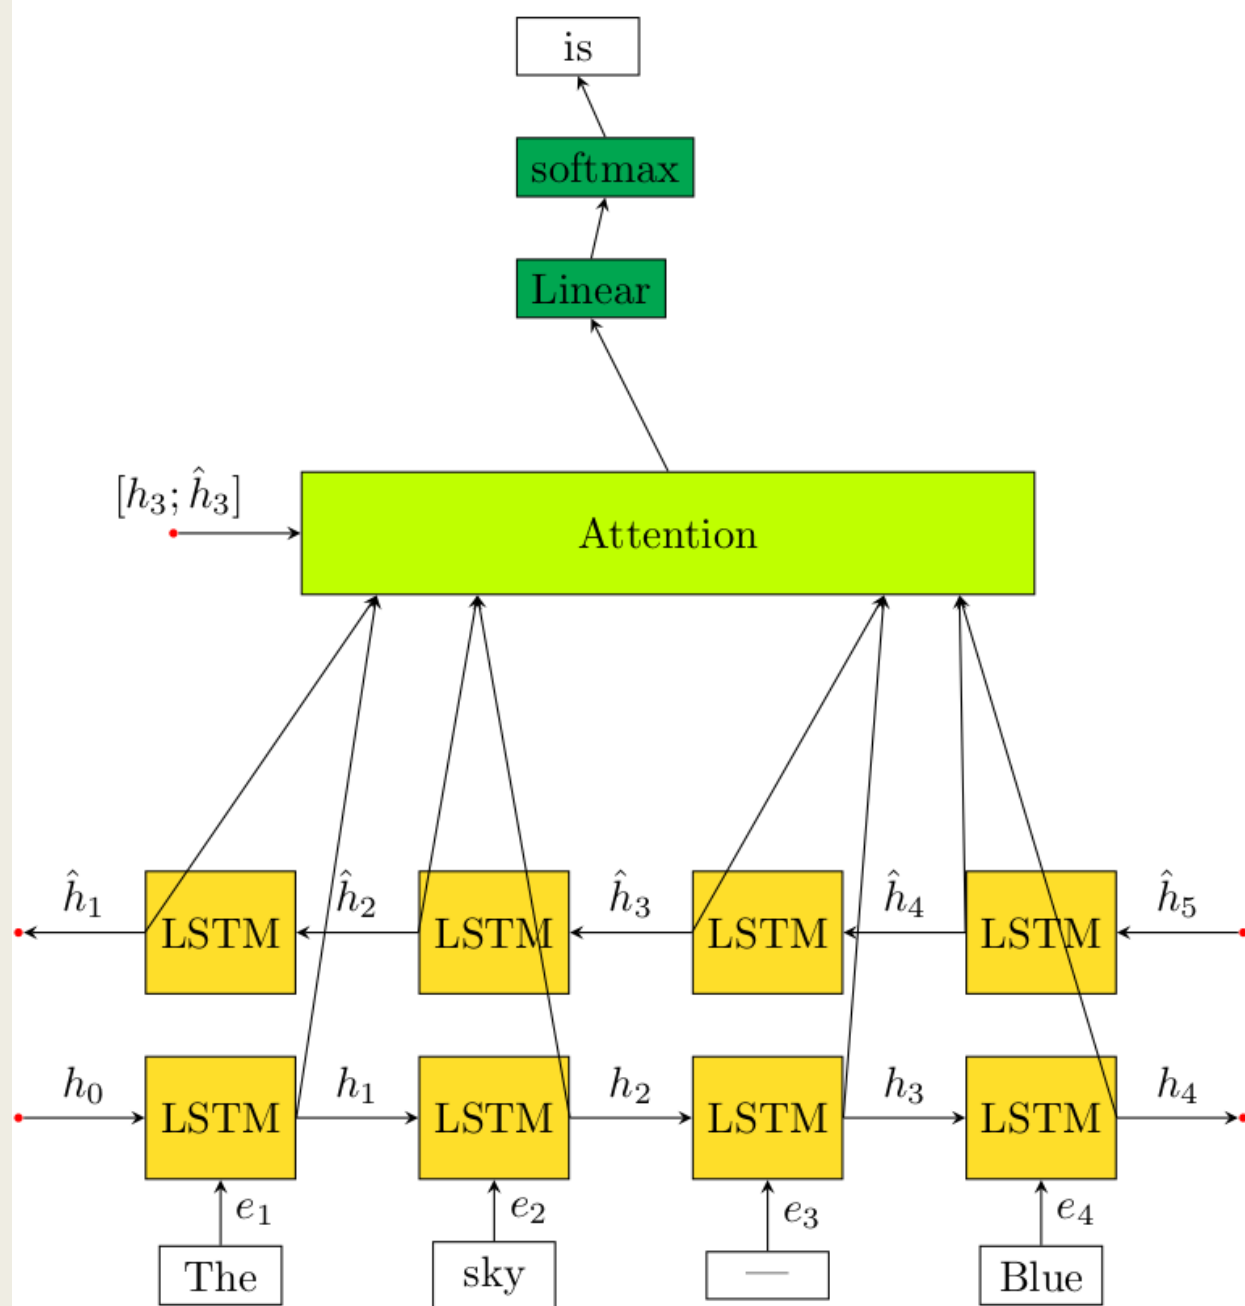 is
softmax
Linear
[h₃; ĥ₃]
Attention
ĥ₁ ĥ₂ ĥ₃ ĥ₄ ĥ₅
LSTM LSTM LSTM LSTM
h₀ h₁ h₂ h₃ h₄
LSTM LSTM LSTM LSTM
e₁ e₂ e₃ e₄
The sky — Blue